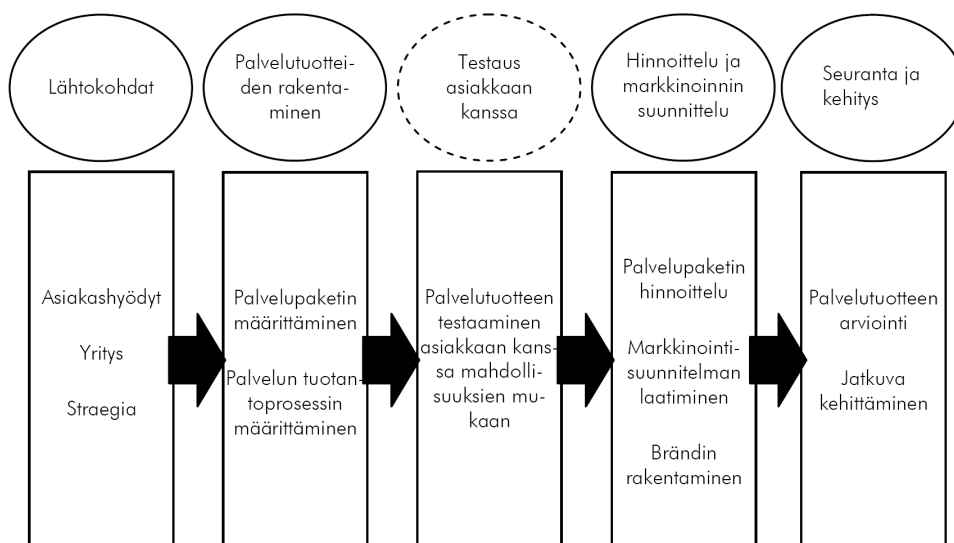 Lähtokohdat
Palvelutuottei-
den rakenta-
minen
Testaus
asiakkaan
kanssa
Hinnoittelu ja
markkinoinnin
suunnittelu
Seuranta ja
kehitys
Asiakashyödyt
Yritys
Straegia
Palvelupaketin
määrittäminen
Palvelun tuotan-
toprosessin
määrittäminen
Palvelutuotteen
testaaminen
asiakkaan kans-
sa mahdolli-
suuksien mu-
kaan
Palvelupaketin
hinnoittelu
Markkinointi-
suunnitelman
laatiminen
Brändin
rakentaminen
Palvelutuotteen
arviointi
Jatkuva
kehittäminen